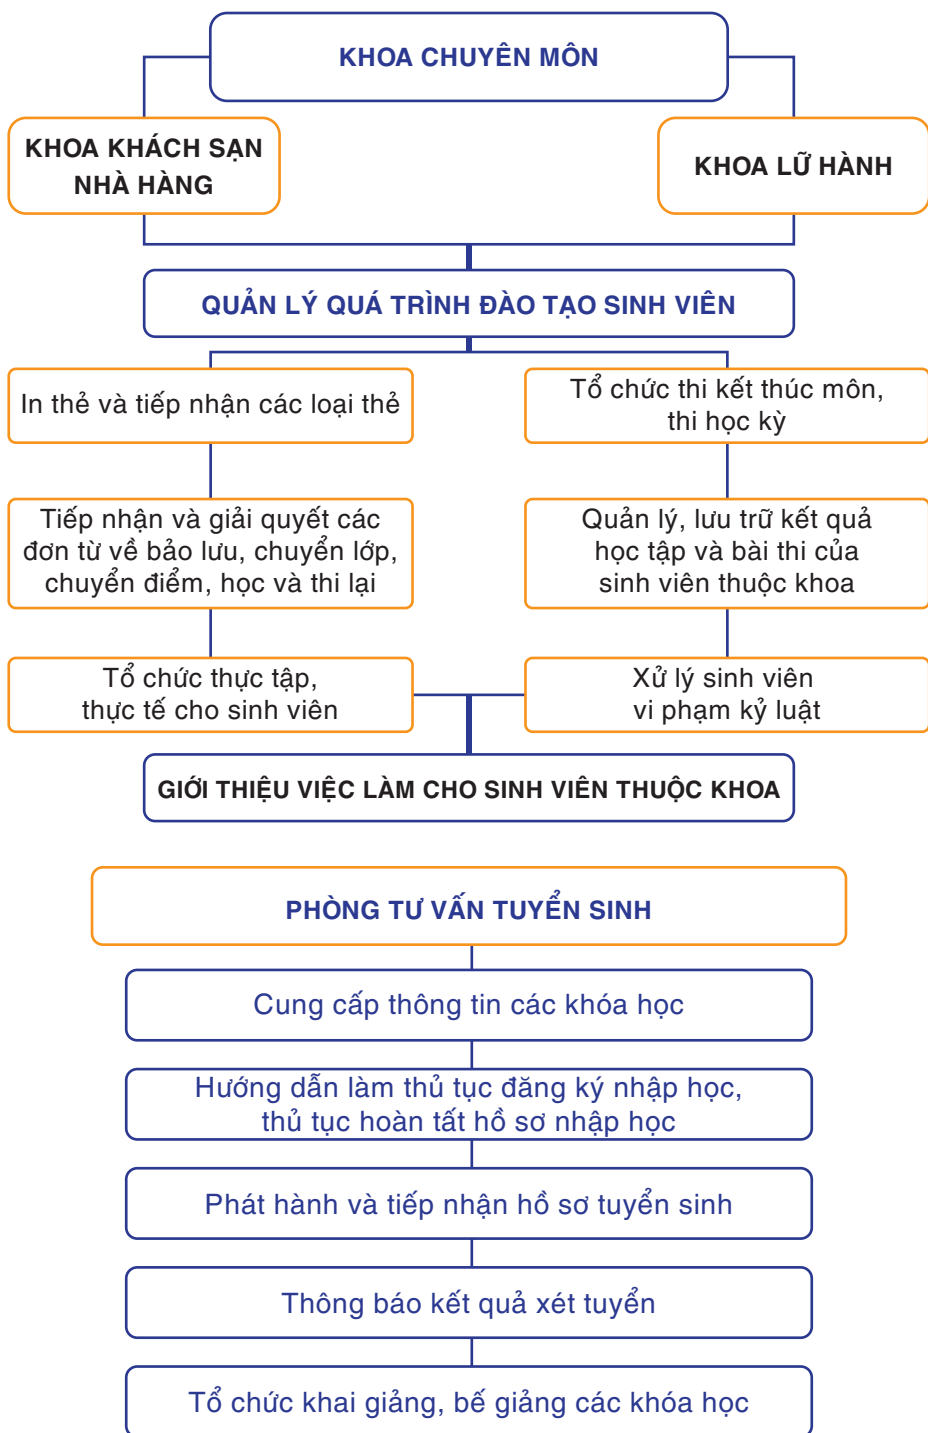 KHOA CHUYÊN MÔN
KHOA KHÁCH SẠN
NHÀ HÀNG
KHOA LỮ HÀNH
QUẢN LÝ QUÁ TRÌNH ĐÀO TẠO SINH VIÊN
In thẻ và tiếp nhận các loại thẻ
Tổ chức thi kết thúc môn,
thi học kỳ
Tiếp nhận và giải quyết các
đơn từ về bảo lưu, chuyển lớp,
chuyển điểm, học và thi lại
Quản lý, lưu trữ kết quả
học tập và bài thi của
sinh viên thuộc khoa
Tổ chức thực tập,
thực tế cho sinh viên
Xử lý sinh viên
vi phạm kỷ luật
GIỚI THIỆU VIỆC LÀM CHO SINH VIÊN THUỘC KHOA
PHÒNG TƯ VẤN TUYỂN SINH
Cung cấp thông tin các khóa học
Hướng dẫn làm thủ tục đăng ký nhập học,
thủ tục hoàn tất hồ sơ nhập học
Phát hành và tiếp nhận hồ sơ tuyển sinh
Thông báo kết quả xét tuyển
Tổ chức khai giảng, bế giảng các khóa học